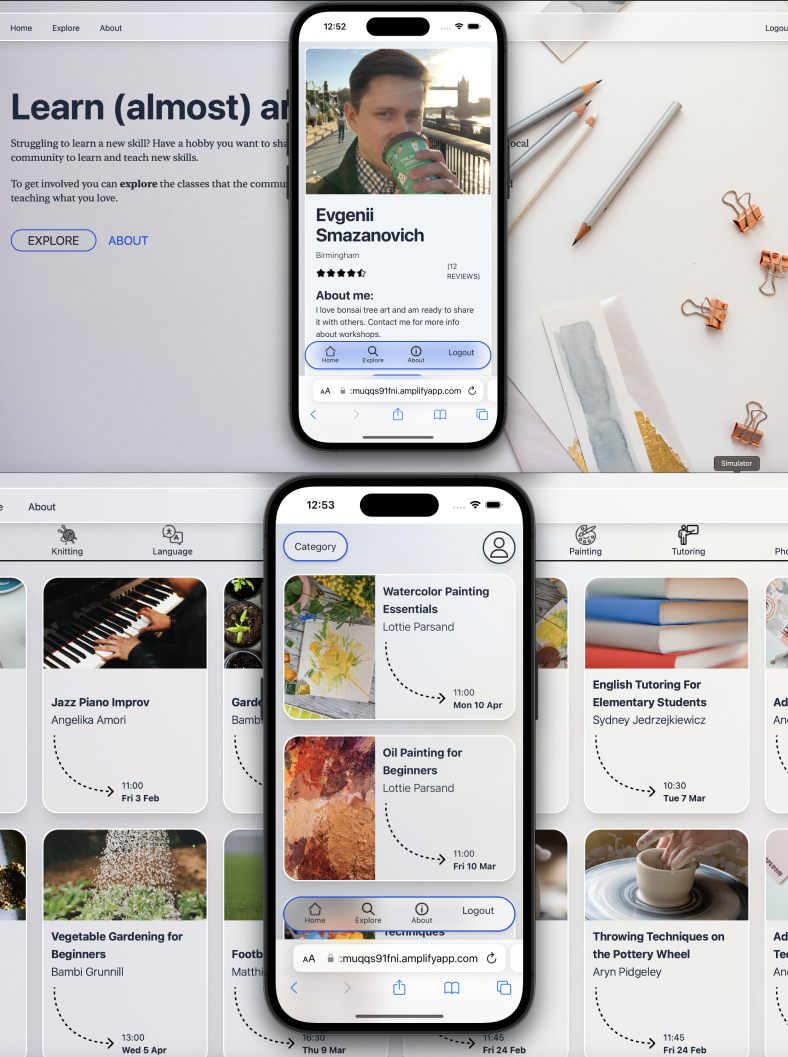 Home Explore About
Logou
Learn (almost) a
Struggling to learn a new skill? Have a hobby you want to sha
ocal
community to learn and teach new skills.
To get involved you can explore the classes that the commu
d
teaching what you love.
EXPLORE ABOUT
12:52
Evgenii
Smazanovich
Birmingham
(12
REVIEWS)
About me:
I love bonsai tree art and am ready to share
it with others. Contact me for more info
about workshops.
Home Explore About Logout
AA :muqqs91fni.amplifyapp.com
Simulator
e About
Knitting Language
Painting Tutoring Pho
12:53
Category
Watercolor Painting
Essentials
Lottie Parsand
11:00
Mon 10 Apr
Oil Painting for
Beginners
Lottie Parsand
11:00
Fri 10 Mar
Techniques
Home Explore About Logout
AA :muqqs91fni.amplifyapp.com
Jazz Piano Improv
Angelika Amori
11:00
Fri 3 Feb
Garde
Bamb
English Tutoring For
Elementary Students
Sydney Jedrzejkiewicz
10:30
Tue 7 Mar
Ad
An
Vegetable Gardening for
Beginners
Bambi Grunnill
13:00
Wed 5 Apr
Footb
Matthi
16:30
Thu 9 Mar
11:45
Fri 24 Feb
Throwing Techniques on
the Pottery Wheel
Aryn Pidgeley
11:45
Fri 24 Feb
Ad
Tec
An